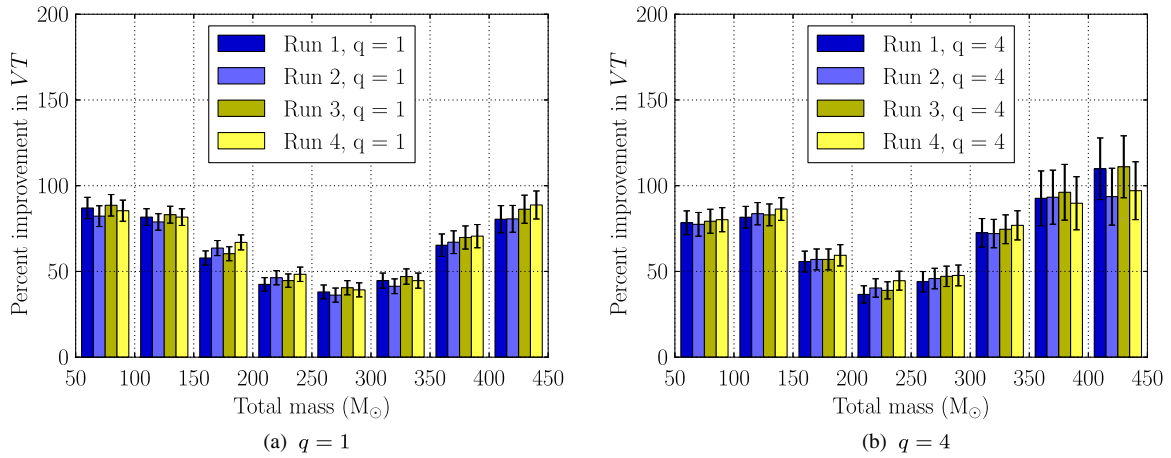 200
150
100
50
0
Percent improvement in VT
Run 1, q = 1
Run 2, q = 1
Run 3, q = 1
Run 4, q = 1
50 100 150 200 250 300 350 400 450
Total mass (M⊙)
(a) q = 1
200
150
100
50
0
Percent improvement in VT
Run 1, q = 4
Run 2, q = 4
Run 3, q = 4
Run 4, q = 4
50 100 150 200 250 300 350 400 450
Total mass (M⊙)
(b) q = 4